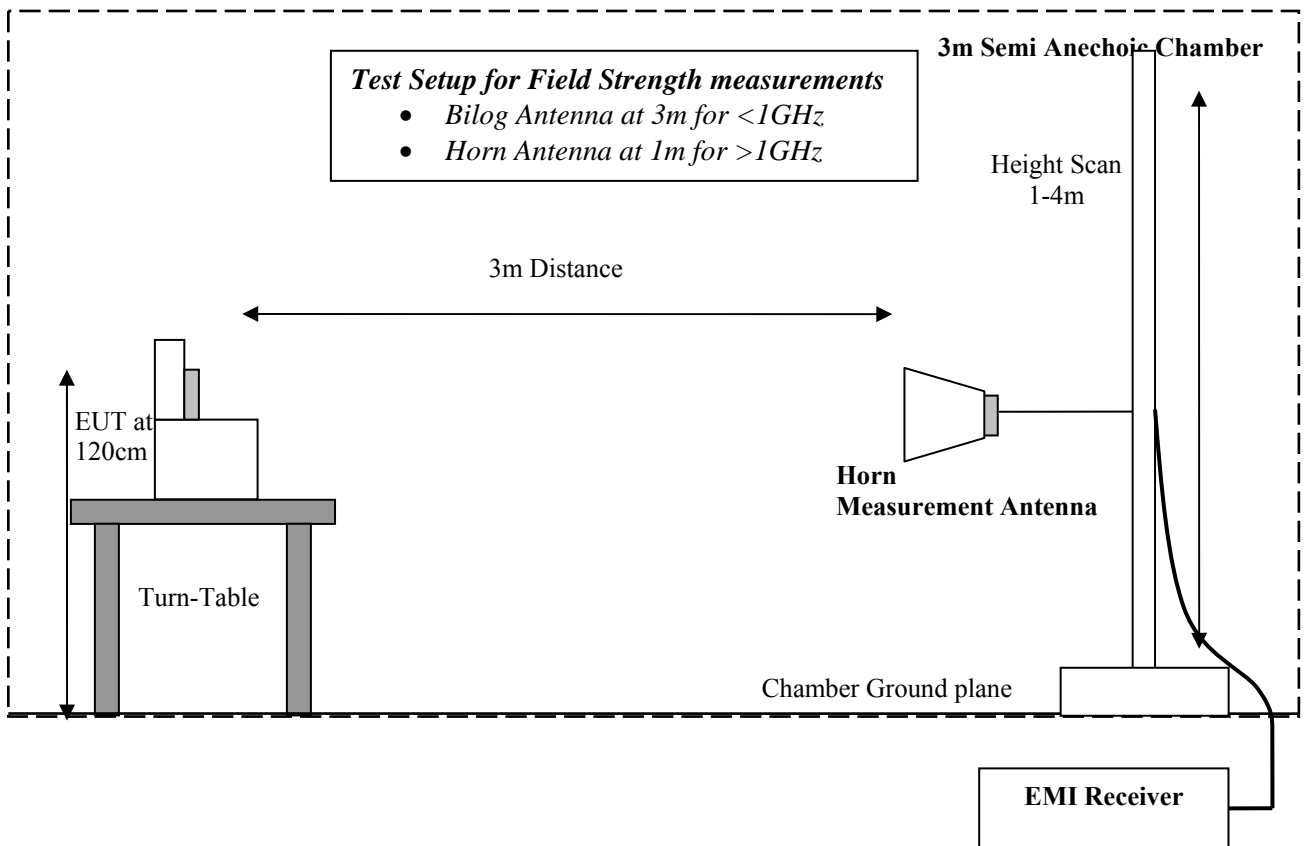 3m Semi Anechoic Chamber
Test Setup for Field Strength measurements
• Bilog Antenna at 3m for <1GHz
• Horn Antenna at 1m for >1GHz
Height Scan
1-4m
3m Distance
EUT at
120cm
Horn
Measurement Antenna
Turn-Table
Chamber Ground plane
EMI Receiver